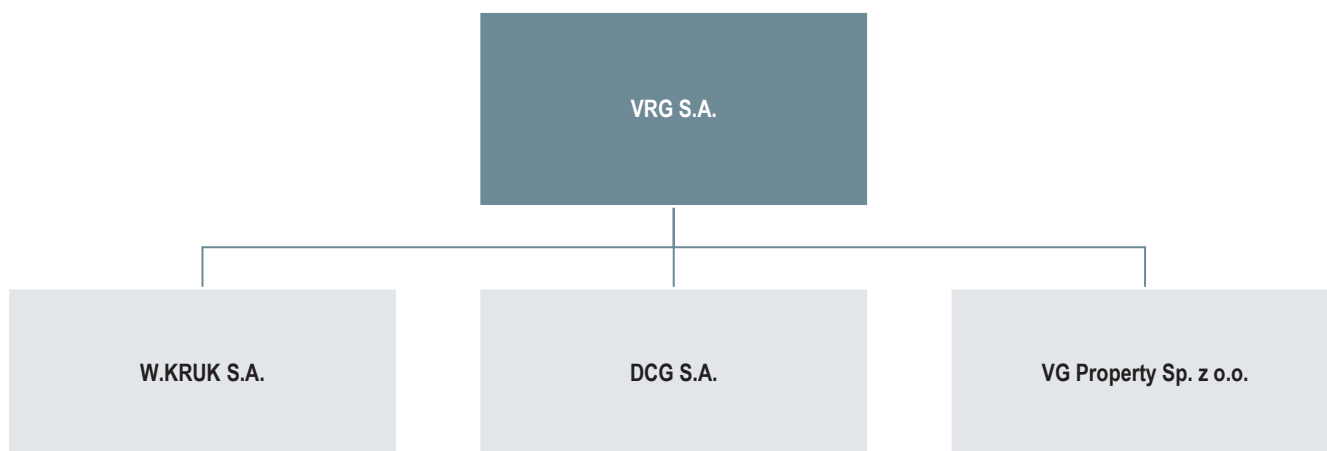 VRG S.A.
W.KRUK S.A.
DCG S.A.
VG Property Sp. z o.o.